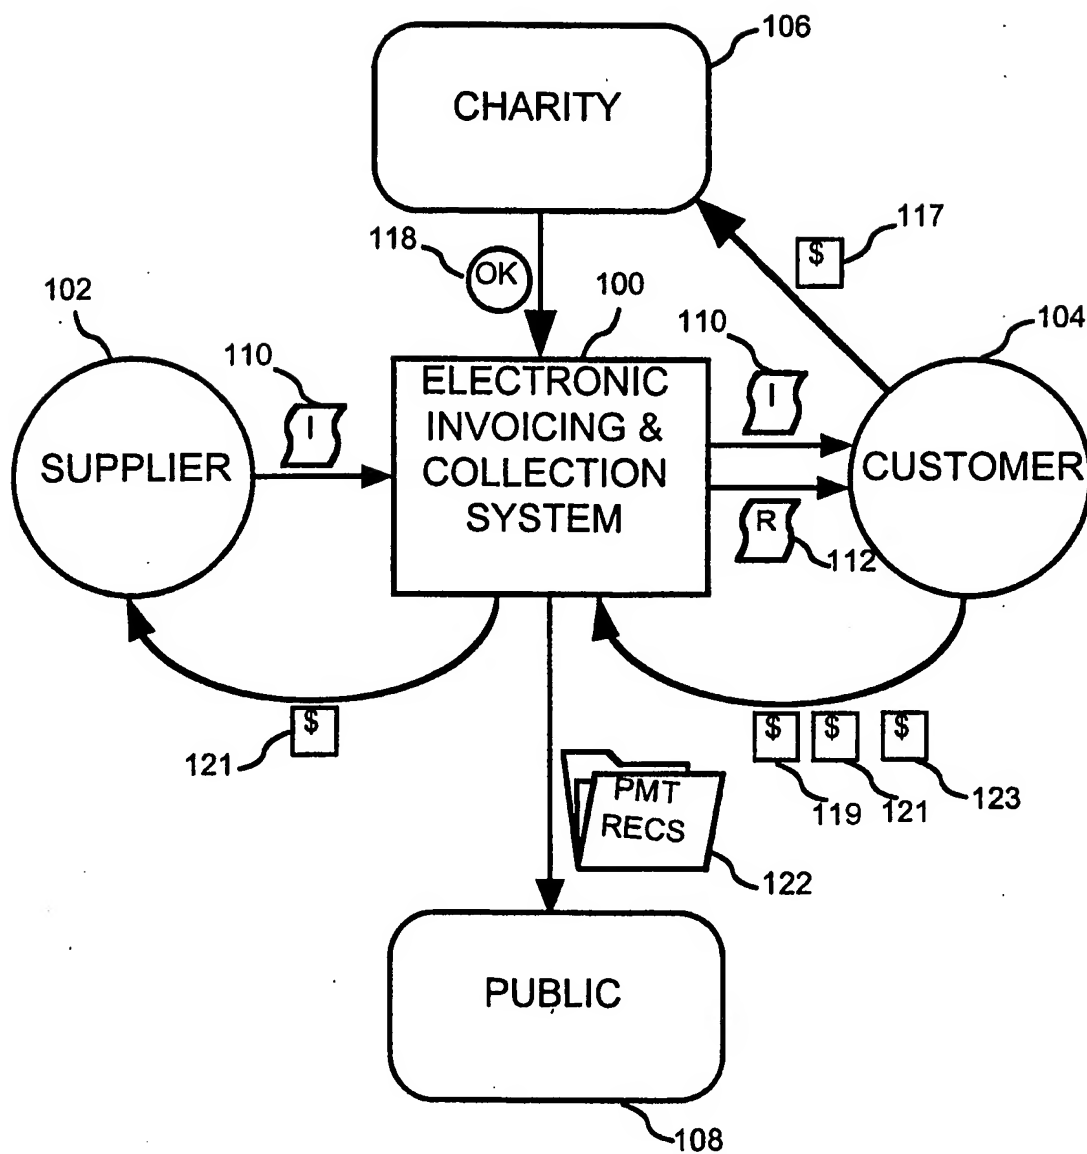 106
CHARITY
118
OK
$
117
102
100
104
110
110
I
I
ELECTRONIC
INVOICING &
COLLECTION
SYSTEM
SUPPLIER
CUSTOMER
R
112
$
121
$
$
$
119
121
123
PMT
RECS
122
PUBLIC
108